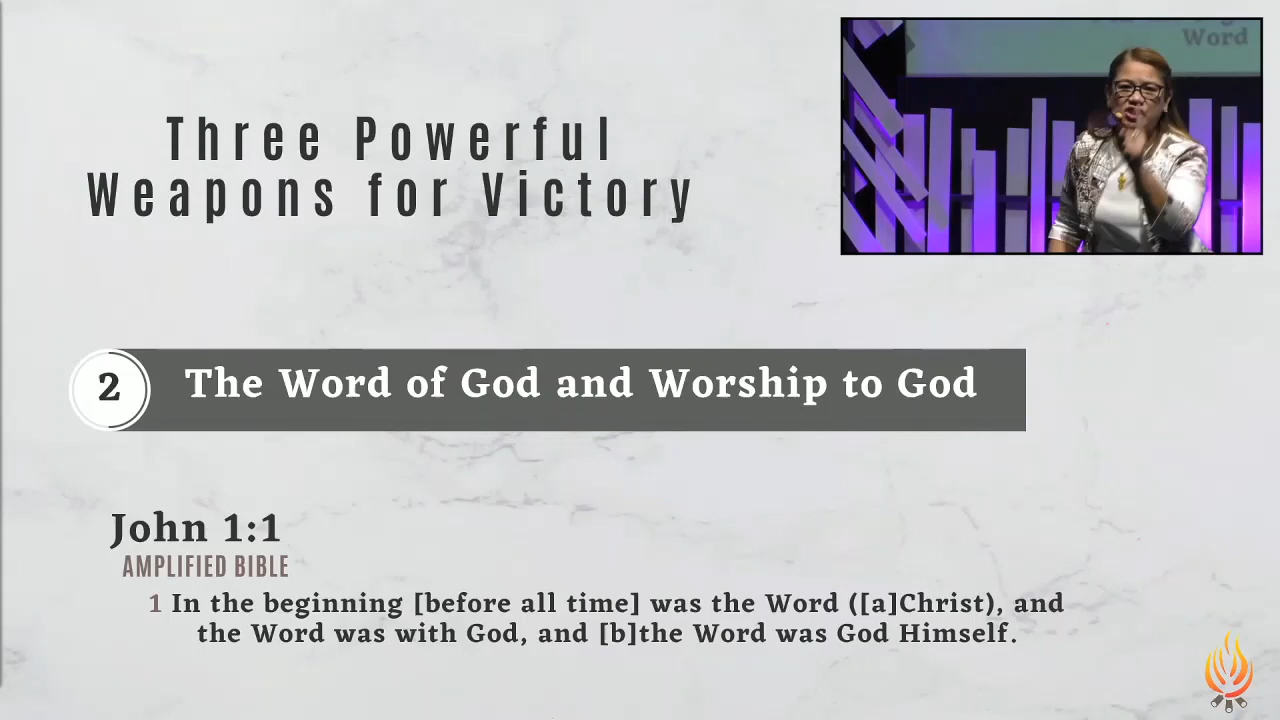 Three Powerful
Weapons for Victory
Word
2 The Word of God and Worship to God
John 1:1
AMPLIFIED BIBLE
1 In the beginning [before all time] was the Word ([a]Christ), and
the Word was with God, and [b]the Word was God Himself.